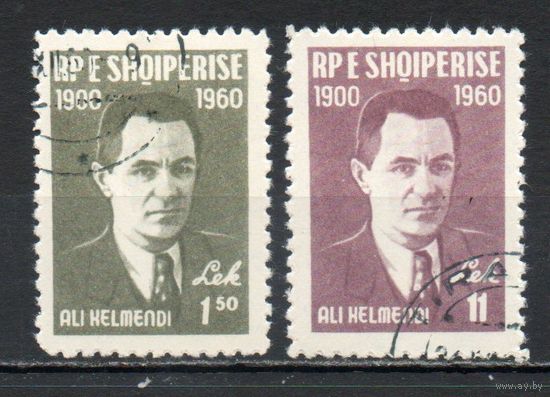 RP E SHQIPERISE
1900 1960
Lek
1 50
ALI KELMENDI
RP E SHQIPERISE
1900 1960
Lek
11
ALI KELMENDI
www.ay.by